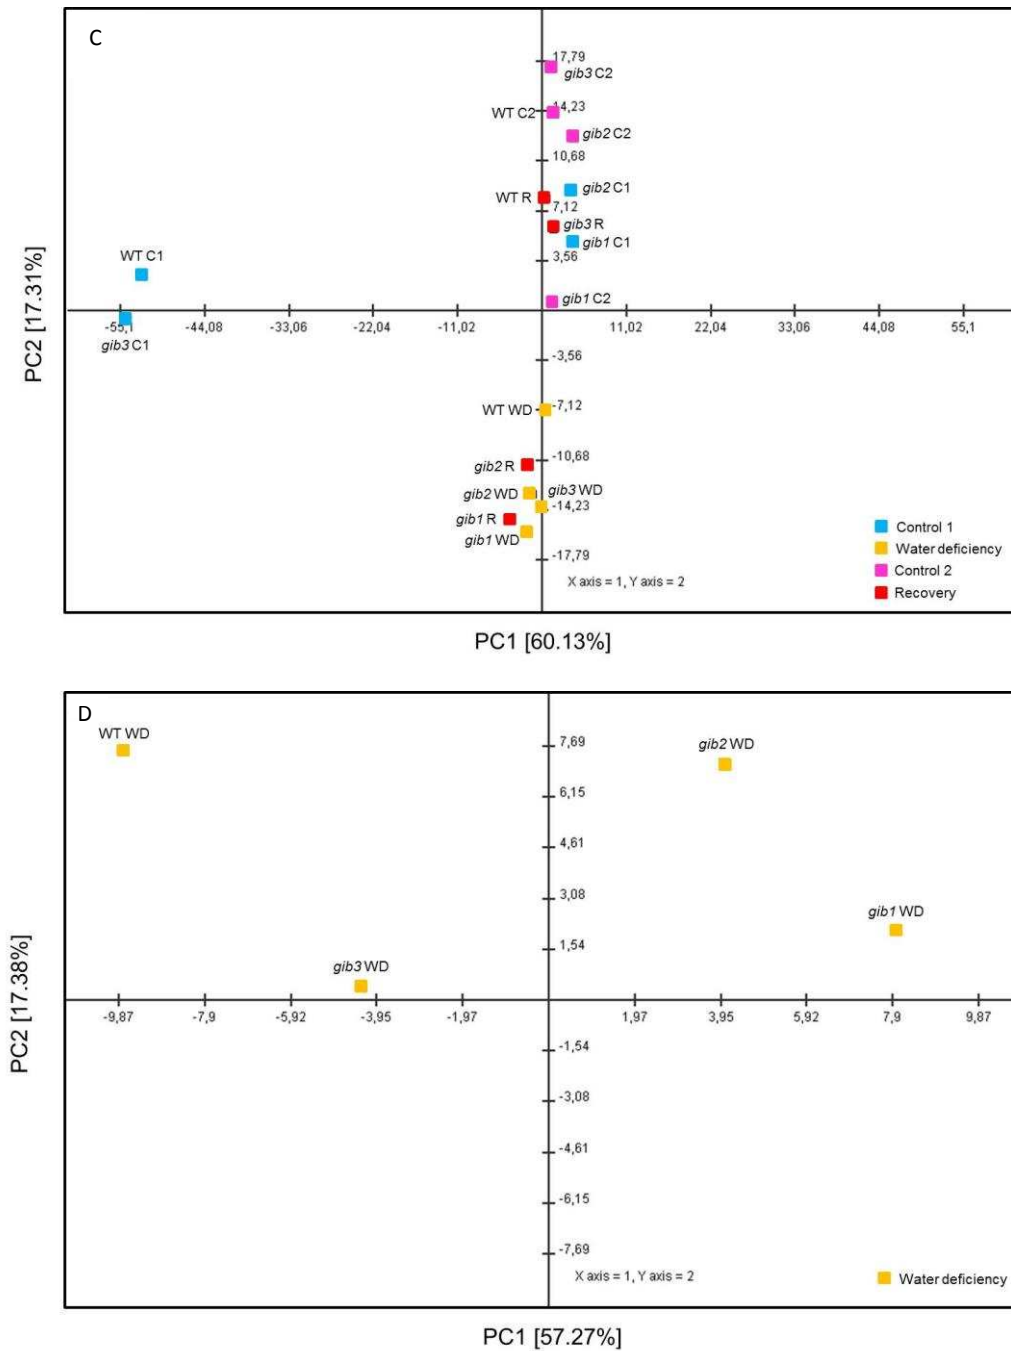 C
17,79
gib3 C2
WT C2
14,23
gib2 C2
10,68
gib2 C1
WT R
7,12
gib3 R
gib1 C1
WT C1
3,56
gib1 C2
-55,1 -44,08 -33,06 -22,04 -11,02 11,02 22,04 33,06 44,08 55,1
gib3 C1
PC2 [17.31%]
-3,56
WT WD
-7,12
-10,68
gib2 R
gib2 WD
gib3 WD
-14,23
gib1 R
gib1 WD
-17,79
Control 1
Water deficiency
Control 2
Recovery
X axis = 1, Y axis = 2
PC1 [60.13%]
D
WT WD
7,69
gib2 WD
6,15
4,61
3,08
gib1 WD
1,54
gib3 WD
-9,87 -7,9 -5,92 -3,95 -1,97 1,97 3,95 5,92 7,9 9,87
PC2 [17.38%]
-1,54
-3,08
-4,61
-6,15
-7,69
X axis = 1, Y axis = 2
Water deficiency
PC1 [57.27%]